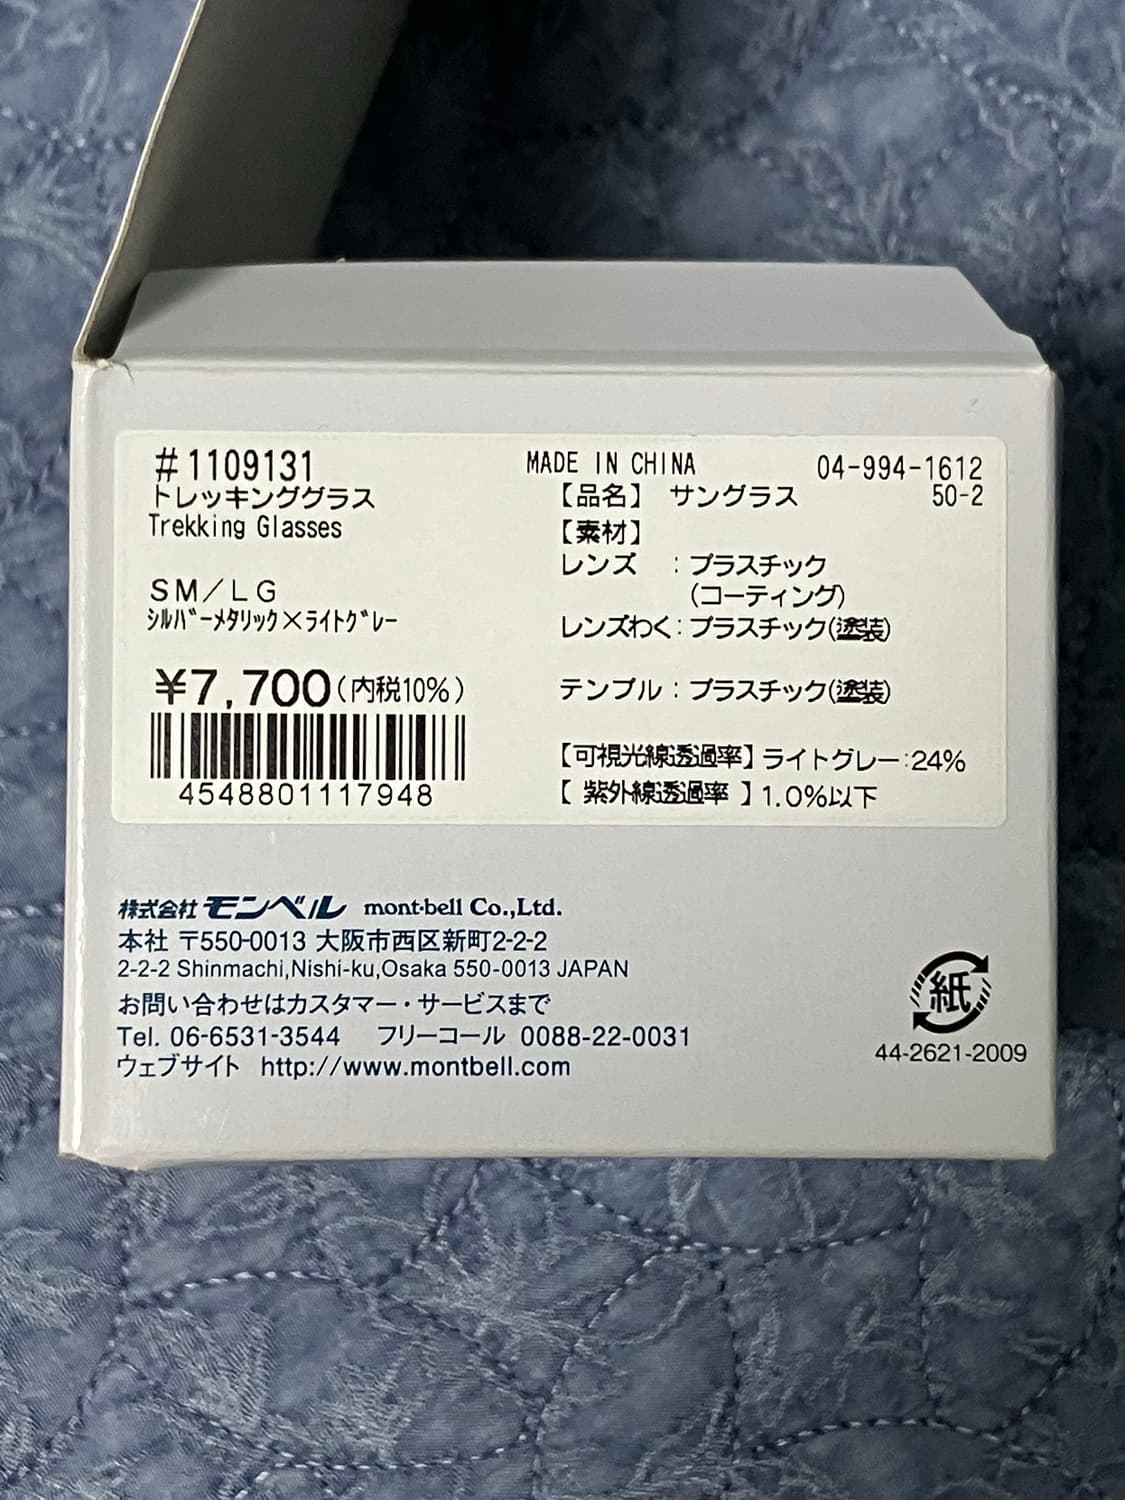 #1109131
トレッキンググラス
Trekking Glasses
SM/LG
ｼﾙﾊﾞｰﾒﾀﾘｯｸ×ﾗｲﾄｸﾞﾚｰ
¥7,700(内税10%)
4548801117948
MADE IN CHINA 04-994-1612
【品名】 サングラス 50-2
【素材】
レンズ :プラスチック
(コーティング)
レンズわく:プラスチック(塗装)
テンプル:プラスチック(塗装)
【可視光線透過率】ライトグレー:24%
【 紫外線透過率 】1.0%以下
株式会社 モンベル mont-bell Co.,Ltd.
本社 〒550-0013 大阪市西区新町2-2-2
2-2-2 Shinmachi,Nishi-ku,Osaka 550-0013 JAPAN
お問い合わせはカスタマー・サービスまで
Tel. 06-6531-3544 フリーコール 0088-22-0031
ウェブサイト http://www.montbell.com
紙
44-2621-2009